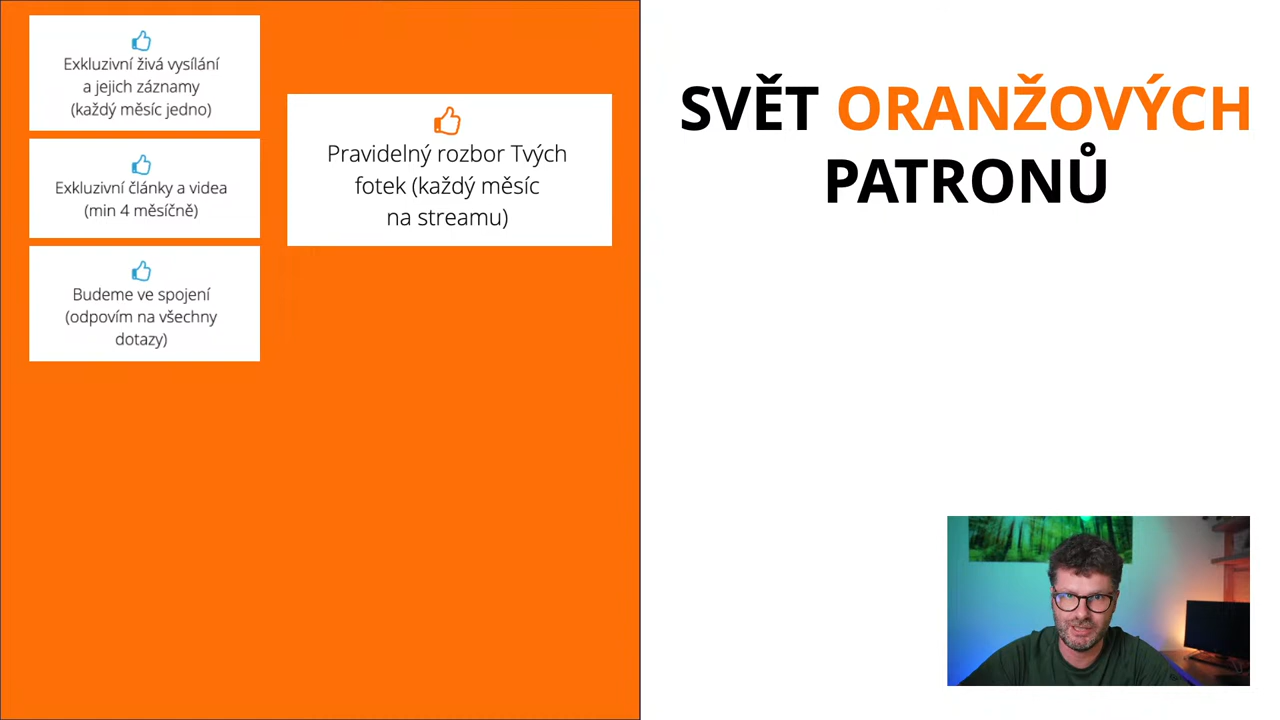 Exkluzivní živá vysílání
a jejich záznamy
(každý měsíc jedno)
Exkluzivní články a videa
(min 4 měsíčně)
Budeme ve spojení
(odpovím na všechny
dotazy)
Pravidelný rozbor Tvých
fotek (každý měsíc
na streamu)
SVĚT ORANŽOVÝCH
PATRONŮ